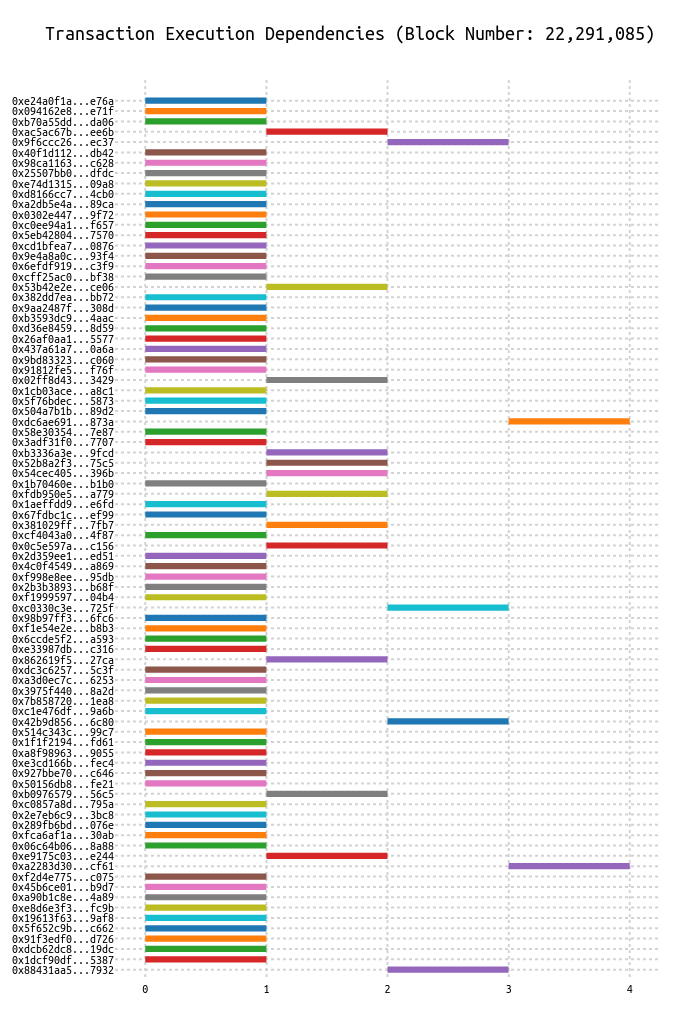 Transaction Execution Dependencies (Block Number: 22,291,085)
0xe24a0f1a...e76a
0x094162e8...e71f
0xb70a55dd...da06
0xac5ac67b...ee6b
0x9f6ccc26...ec37
0x40f1d112...db42
0x98ca1163...c628
0x25507bb0...dfdc
0xe74d1315...09a8
0xd8166cc7...4cb0
0xa2db5e4a...89ca
0x0302e447...9f72
0xc0ee94a1...f657
0x5eb42804...7570
0xcd1bfea7...0876
0x9e4a8a0c...93f4
0x6efdf919...c3f9
0xcff25ac0...bf38
0x53b42e2e...ce06
0x382dd7ea...bb72
0x9aa2487f...308d
0xb3593dc9...4aac
0xd36e8459...8d59
0x26af0aa1...5577
0x437a61a7...0a6a
0x9bd83323...c060
0x91812fe5...f76f
0x02ff8d43...3429
0x1cb03ace...a8c1
0x5f76bdec...5873
0x504a7b1b...89d2
0xdc6ae691...873a
0x58e30354...7e87
0x3adf31f0...7707
0xb3336a3e...9fcd
0x52b8a2f3...75c5
0x54cec405...396b
0x1b70460e...b1b0
0xfdb950e5...a779
0x1aeffdd9...e6fd
0x67fdbc1c...ef99
0x381029ff...7fb7
0xcf4043a0...4f87
0x0c5e597a...c156
0x2d359ee1...ed51
0x4c0f4549...a869
0xf998e8ee...95db
0x2b3b3893...b68f
0xf1999597...04b4
0xc0330c3e...725f
0x98b97ff3...6fc6
0xf1e54e2e...b8b3
0x6ccde5f2...a593
0xe33987db...c316
0x862619f5...27ca
0xdc3c6257...5c3f
0xa3d0ec7c...6253
0x3975f440...8a2d
0x7b858720...1ea8
0xc1e476df...9a6b
0x42b9d856...6c80
0x514c343c...99c7
0x1f1f2194...fd61
0xa8f98963...9055
0xe3cd166b...fec4
0x927bbe70...c646
0x50156db8...fe21
0xb0976579...56c5
0xc0857a8d...795a
0x2e7eb6c9...3bc8
0x289fb6bd...076e
0xfca6af1a...30ab
0x06c64b06...8a88
0xe9175c03...e244
0xa2283d30...cf61
0xf2d4e775...c075
0x45b6ce01...b9d7
0xa90b1c8e...4a89
0xe8d6e3f3...fc9b
0x19613f63...9af8
0x5f652c9b...c662
0x91f3edf0...d726
0xdcb62dc8...19dc
0x1dcf90df...5387
0x88431aa5...7932
0 1 2 3 4